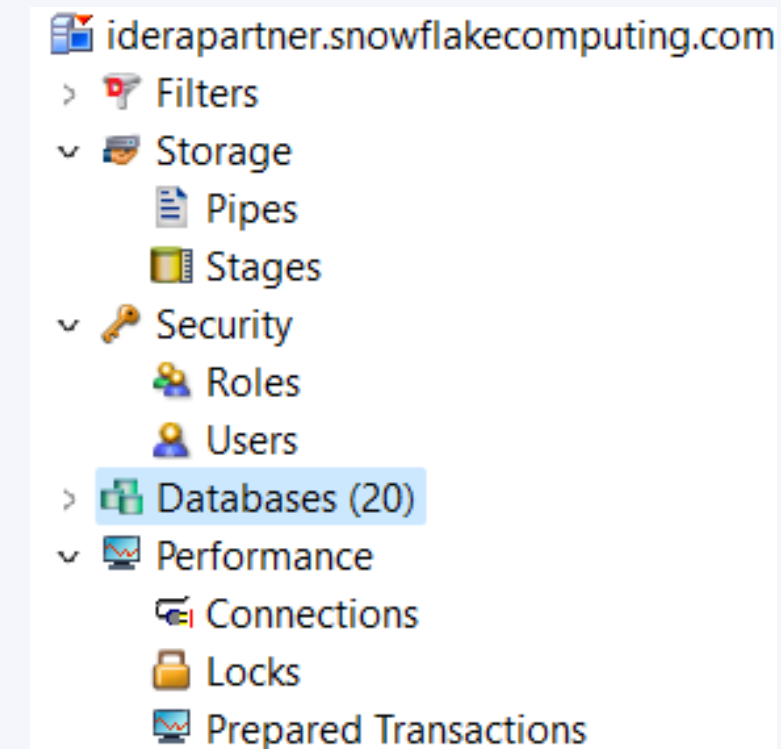 iderapartner.snowflakecomputing.com
Filters
Storage
Pipes
Stages
Security
Roles
Users
Databases (20)
Performance
Connections
Locks
Prepared Transactions